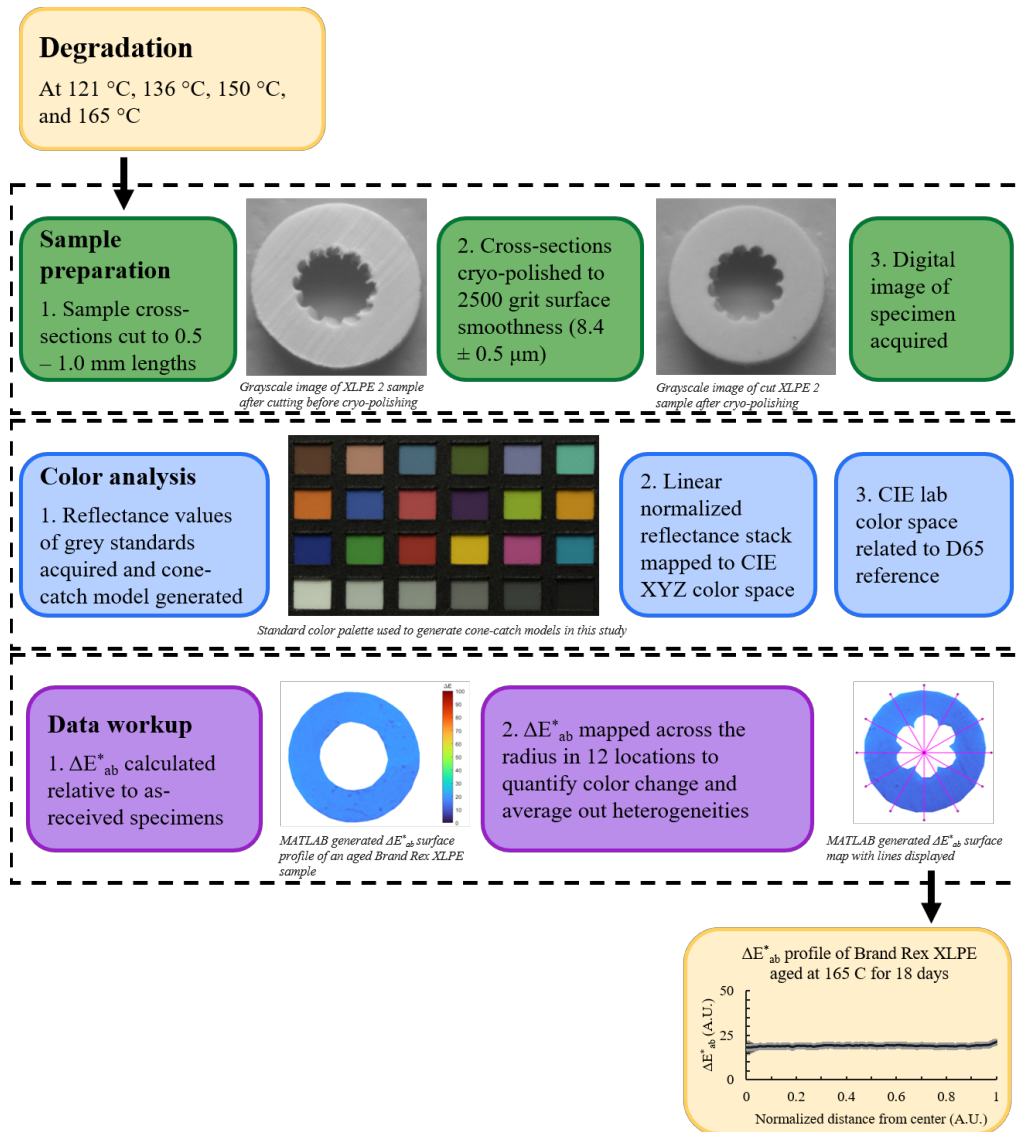 Degradation
At 121 °C, 136 °C, 150 °C,
and 165 °C
Sample
preparation
1. Sample cross-
sections cut to 0.5
– 1.0 mm lengths
Grayscale image of XLPE 2 sample
after cutting before cryo-polishing
2. Cross-sections
cryo-polished to
2500 grit surface
smoothness (8.4
± 0.5 μm)
Grayscale image of cut XLPE 2
sample after cryo-polishing
3. Digital
image of
specimen
acquired
Color analysis
1. Reflectance values
of grey standards
acquired and cone-
catch model generated
Standard color palette used to generate cone-catch models in this study
2. Linear
normalized
reflectance stack
mapped to CIE
XYZ color space
3. CIE lab
color space
related to D65
reference
Data workup
1. ΔE*ab calculated
relative to as-
received specimens
ΔE
100
90
80
70
60
50
40
30
20
10
0
MATLAB generated ΔE*ab surface
profile of an aged Brand Rex XLPE
sample
2. ΔE*ab mapped across the
radius in 12 locations to
quantify color change and
average out heterogeneities
MATLAB generated ΔE*ab surface
map with lines displayed
ΔE*ab profile of Brand Rex XLPE
aged at 165 C for 18 days
ΔE*ab (A.U.)
50
25
0
0 0.2 0.4 0.6 0.8 1
Normalized distance from center (A.U.)